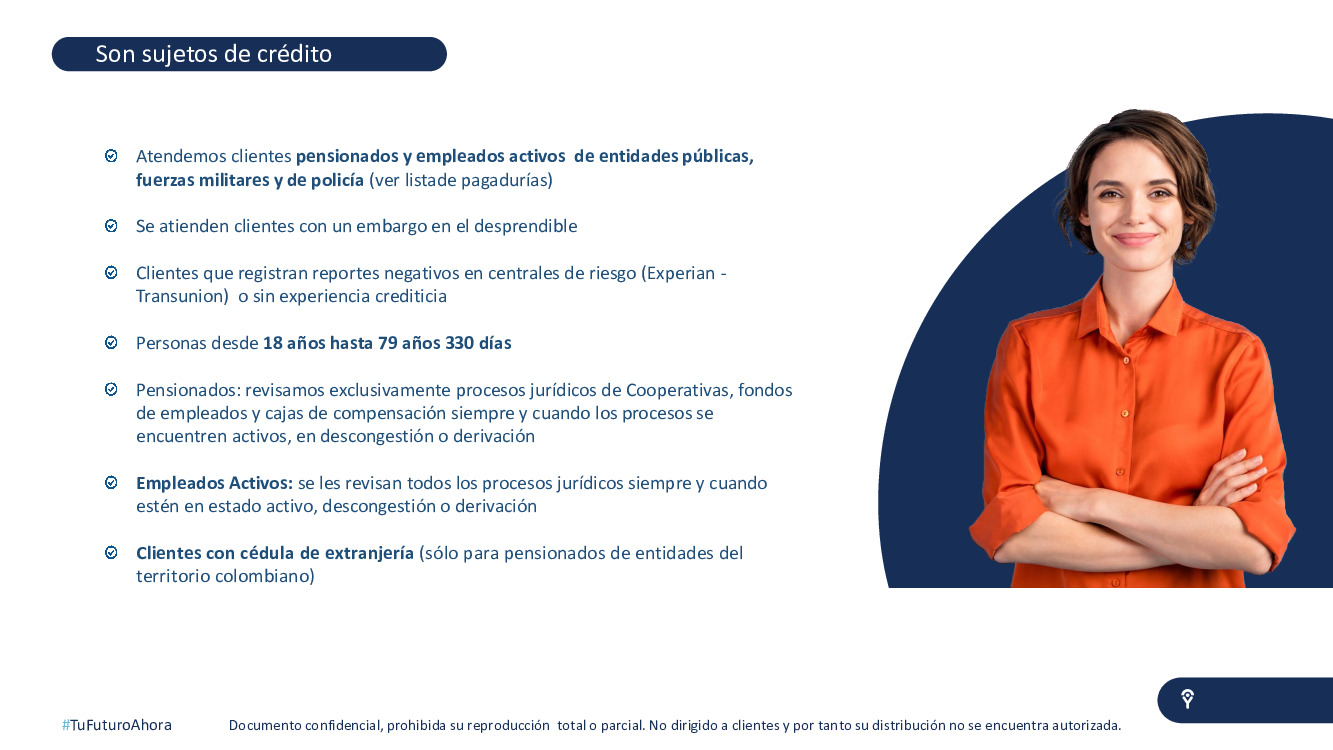 Son sujetos de crédito
Atendemos clientes pensionados y empleados activos de entidades públicas,
fuerzas militares y de policía (ver listade pagadurías)
Se atienden clientes con un embargo en el desprendible
Clientes que registran reportes negativos en centrales de riesgo (Experian -
Transunion) o sin experiencia crediticia
Personas desde 18 años hasta 79 años 330 días
Pensionados: revisamos exclusivamente procesos jurídicos de Cooperativas, fondos
de empleados y cajas de compensación siempre y cuando los procesos se
encuentren activos, en descongestión o derivación
Empleados Activos: se les revisan todos los procesos jurídicos siempre y cuando
estén en estado activo, descongestión o derivación
Clientes con cédula de extranjería (sólo para pensionados de entidades del
territorio colombiano)
#TuFuturoAhora
Documento confidencial, prohibida su reproducción total o parcial. No dirigido a clientes y por tanto su distribución no se encuentra autorizada.